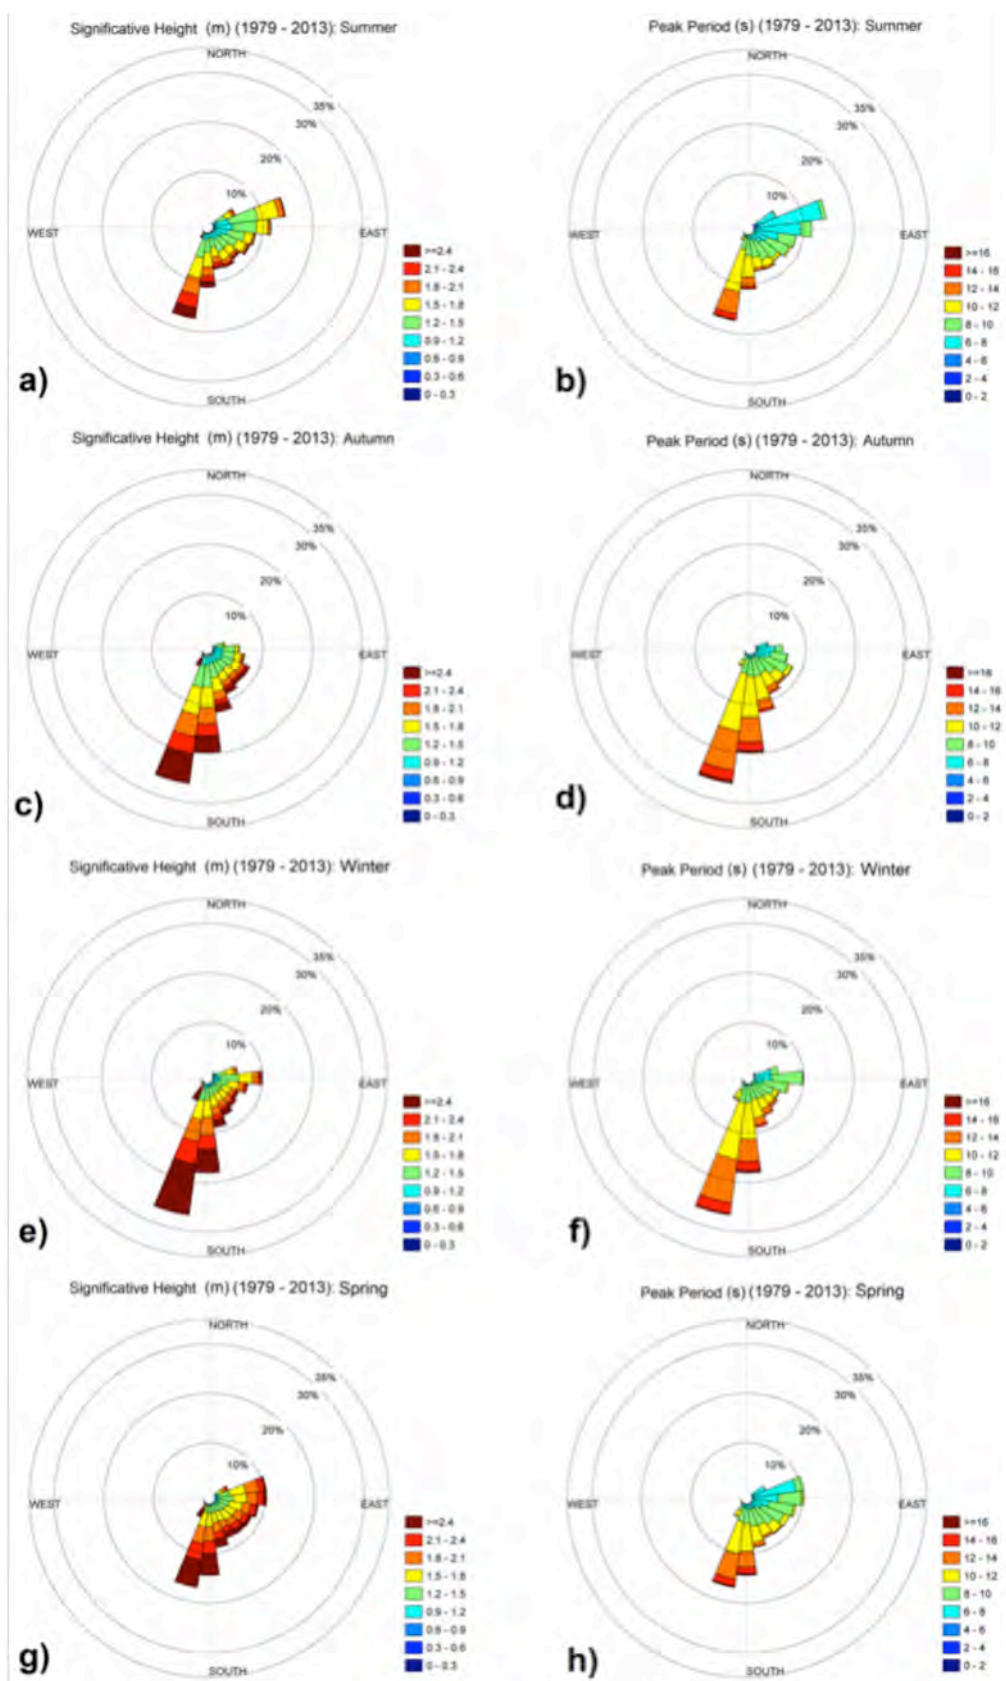 Significative Height (m) (1979 - 2013): Summer
NORTH
35%
30%
20%
10%
WEST
EAST
>=2.4
2.1 - 2.4
1.8 - 2.1
1.5 - 1.8
1.2 - 1.5
0.9 - 1.2
0.6 - 0.9
0.3 - 0.6
0 - 0.3
SOUTH
a)
Peak Period (s) (1979 - 2013): Summer
NORTH
35%
30%
20%
10%
WEST
EAST
>=16
14 - 16
12 - 14
10 - 12
8 - 10
6 - 8
4 - 6
2 - 4
0 - 2
SOUTH
b)
Significative Height (m) (1979 - 2013): Autumn
NORTH
35%
30%
20%
10%
WEST
EAST
>=2.4
2.1 - 2.4
1.8 - 2.1
1.5 - 1.8
1.2 - 1.5
0.9 - 1.2
0.6 - 0.9
0.3 - 0.6
0 - 0.3
SOUTH
c)
Peak Period (s) (1979 - 2013): Autumn
NORTH
35%
30%
20%
10%
WEST
EAST
>=16
14 - 16
12 - 14
10 - 12
8 - 10
6 - 8
4 - 6
2 - 4
0 - 2
SOUTH
d)
Significative Height (m) (1979 - 2013): Winter
NORTH
35%
30%
20%
10%
WEST
EAST
>=2.4
2.1 - 2.4
1.8 - 2.1
1.5 - 1.8
1.2 - 1.5
0.9 - 1.2
0.6 - 0.9
0.3 - 0.6
0 - 0.3
SOUTH
e)
Peak Period (s) (1979 - 2013): Winter
NORTH
35%
30%
20%
10%
WEST
EAST
>=16
14 - 16
12 - 14
10 - 12
8 - 10
6 - 8
4 - 6
2 - 4
0 - 2
SOUTH
f)
Significative Height (m) (1979 - 2013): Spring
NORTH
35%
30%
20%
10%
WEST
EAST
>=2.4
2.1 - 2.4
1.8 - 2.1
1.5 - 1.8
1.2 - 1.5
0.9 - 1.2
0.6 - 0.9
0.3 - 0.6
0 - 0.3
SOUTH
g)
Peak Period (s) (1979 - 2013): Spring
NORTH
35%
30%
20%
10%
WEST
EAST
>=16
14 - 16
12 - 14
10 - 12
8 - 10
6 - 8
4 - 6
2 - 4
0 - 2
SOUTH
h)